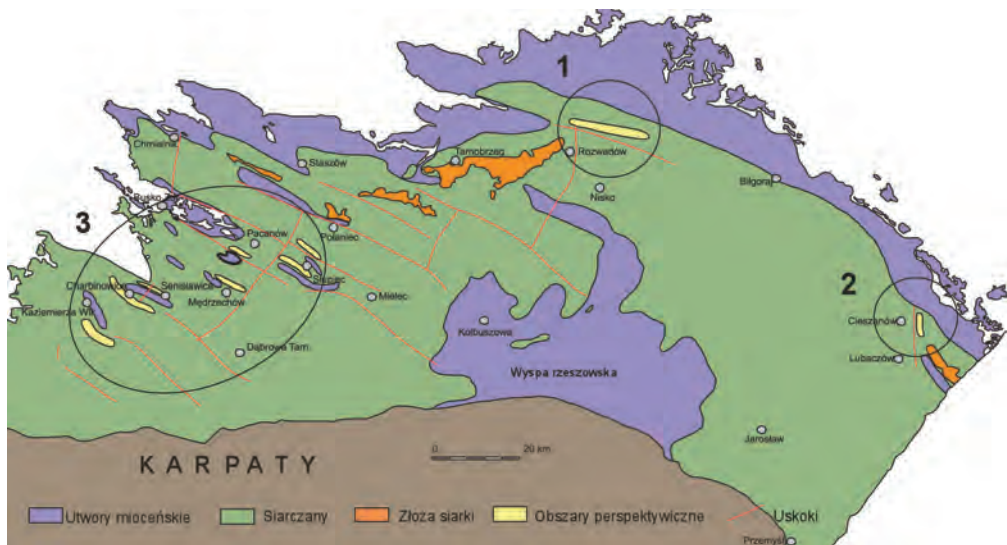 1
Chmielnik
Staszów
Tarnobrzeg
Rozwadów
Nisko
Biłgoraj
3
Busko
Pacanów
Połaniec
2
Charbinowice
Senisławice
Słupiec
Kazimierza Wlk.
Mędrzechów
Mielec
Kolbuszowa
Cieszanów
Dąbrowa Tarn.
Lubaczów
Wyspa rzeszowska
Jarosław
0 20 km
KARPATY
Utwory mioceńskie
Siarczany
Złoża siarki
Obszary perspektywiczne
Uskoki
Przemyśl